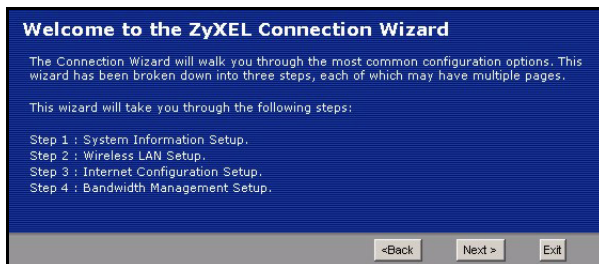 Welcome to the ZyXEL Connection Wizard
The Connection Wizard will walk you through the most common configuration options. This
wizard has been broken down into three steps, each of which may have multiple pages.
This wizard will take you through the following steps:
Step 1 : System Information Setup.
Step 2 : Wireless LAN Setup.
Step 3 : Internet Configuration Setup.
Step 4 : Bandwidth Management Setup.
<Back Next > Exit